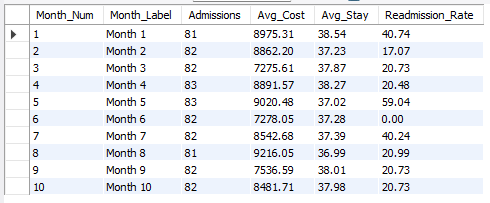 Month_Num Month_Label Admissions Avg_Cost Avg_Stay Readmission_Rate
1 Month 1 81 8975.31 38.54 40.74
2 Month 2 82 8862.20 37.23 17.07
3 Month 3 82 7275.61 37.87 20.73
4 Month 4 83 8891.57 38.27 20.48
5 Month 5 83 9020.48 37.02 59.04
6 Month 6 82 7278.05 37.28 0.00
7 Month 7 82 8542.68 37.39 40.24
8 Month 8 81 9216.05 36.99 20.99
9 Month 9 82 7536.59 38.01 20.73
10 Month 10 82 8481.71 37.98 20.73